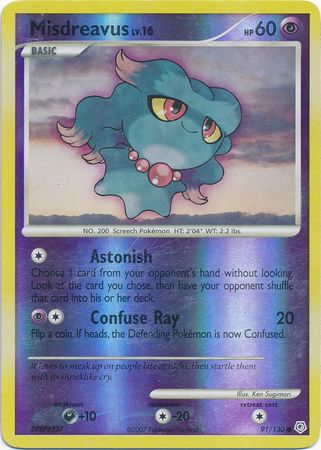 Misdreavus LV.16 HP 60
BASIC
NO. 200 Screech Pokémon HT: 2'04" WT: 2.2 lbs.
Astonish
Choose 1 card from your opponent's hand without looking.
Look at the card you chose, then have your opponent shuffle
that card into his or her deck.
Confuse Ray 20
Flip a coin. If heads, the Defending Pokémon is now Confused.
It loves to sneak up on people late at night, then startle them
with its shrieklike cry.
Illus. Ken Sugimori
weakness resistance retreat cost
+10 -20
©2007 Pokémon/Nintendo 91/130